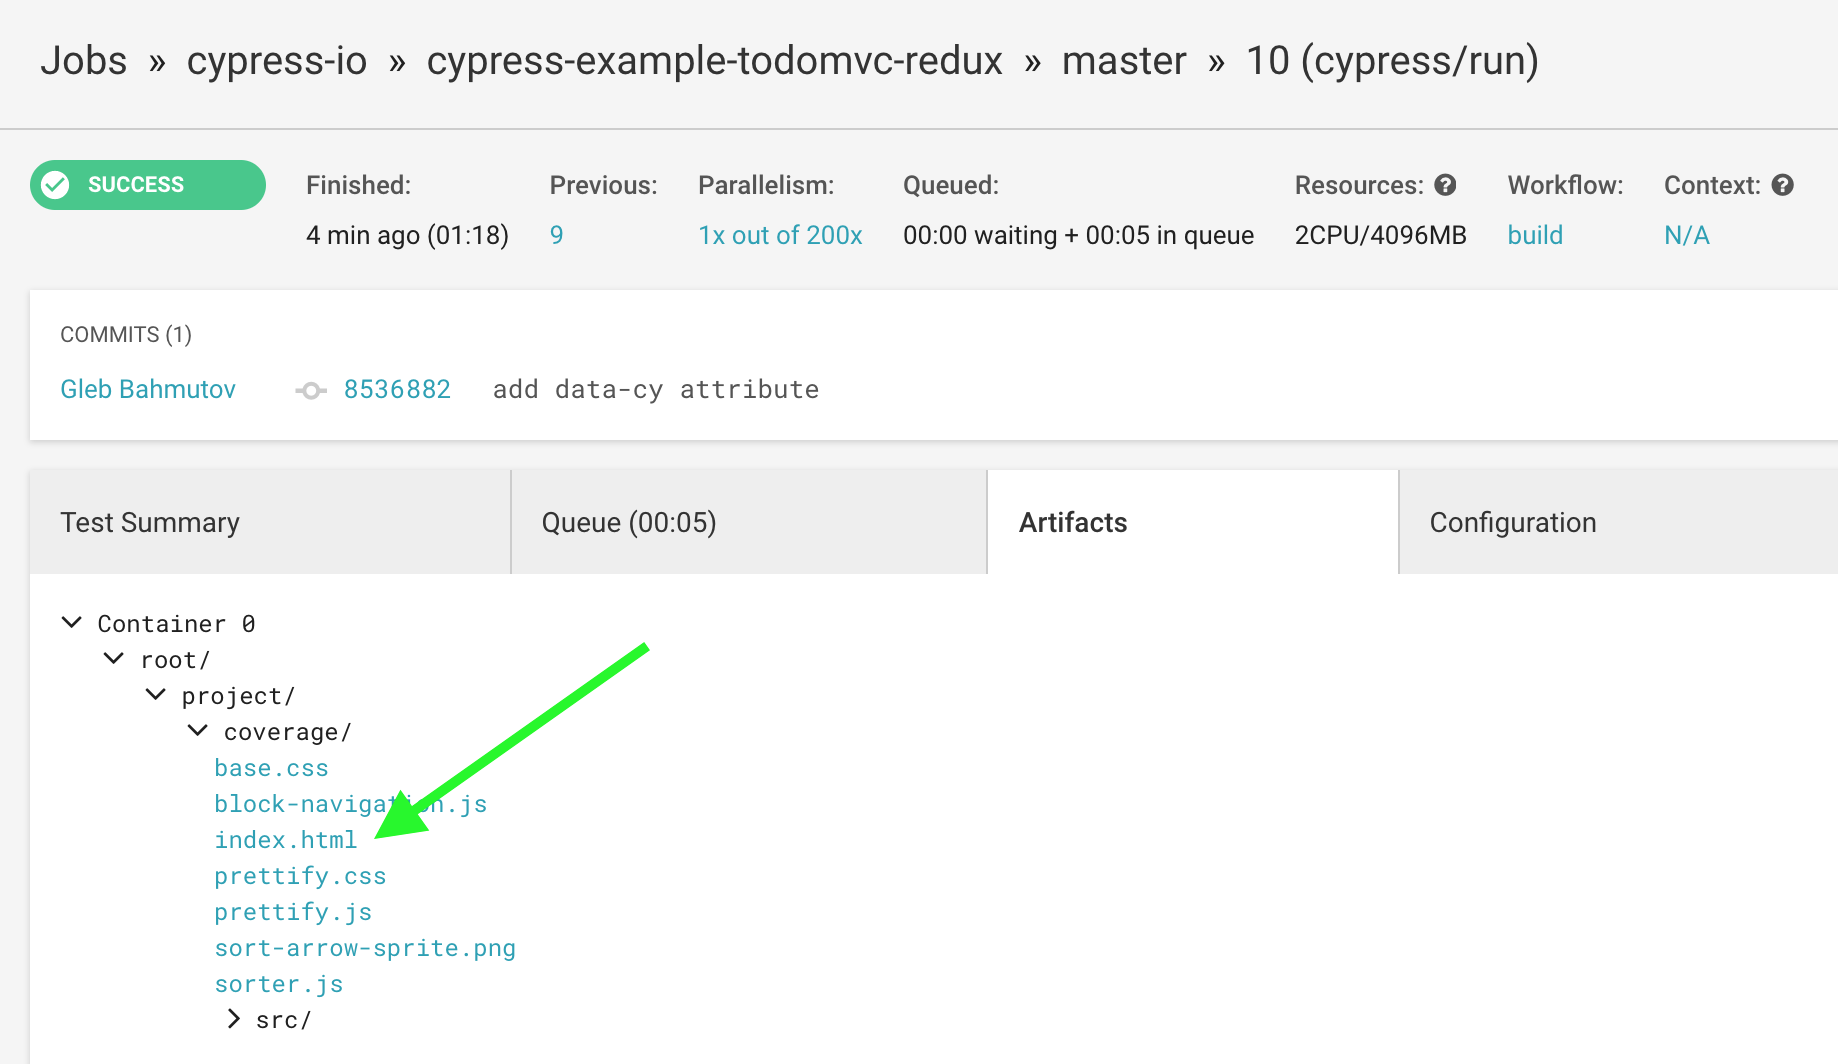 Jobs » cypress-io » cypress-example-todomvc-redux » master » 10 (cypress/run)
SUCCESS
Finished: Previous: Parallelism: Queued: Resources: Workflow: Context:
4 min ago (01:18) 9 1x out of 200x 00:00 waiting + 00:05 in queue 2CPU/4096MB build N/A
COMMITS (1)
Gleb Bahmutov 8536882 add data-cy attribute
Test Summary Queue (00:05) Artifacts Configuration
Container 0
root/
project/
coverage/
base.css
block-navigation.js
index.html
prettify.css
prettify.js
sort-arrow-sprite.png
sorter.js
src/